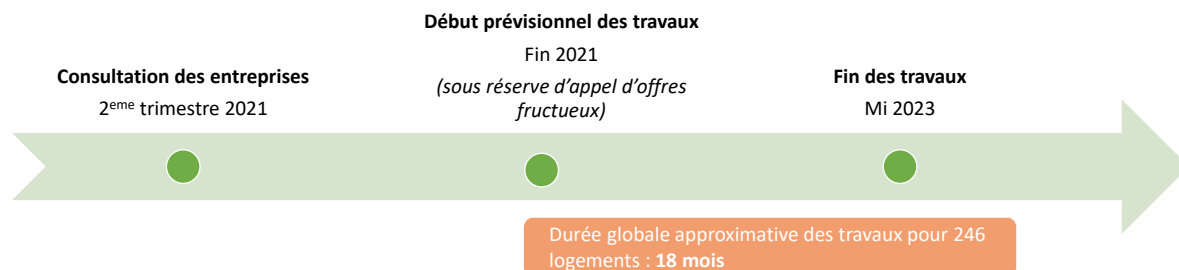 Début prévisionnel des travaux
Fin 2021
(sous réserve d’appel d’offres
fructueux)
Consultation des entreprises
2eme trimestre 2021
Fin des travaux
Mi 2023
Durée globale approximative des travaux pour 246
logements : 18 mois